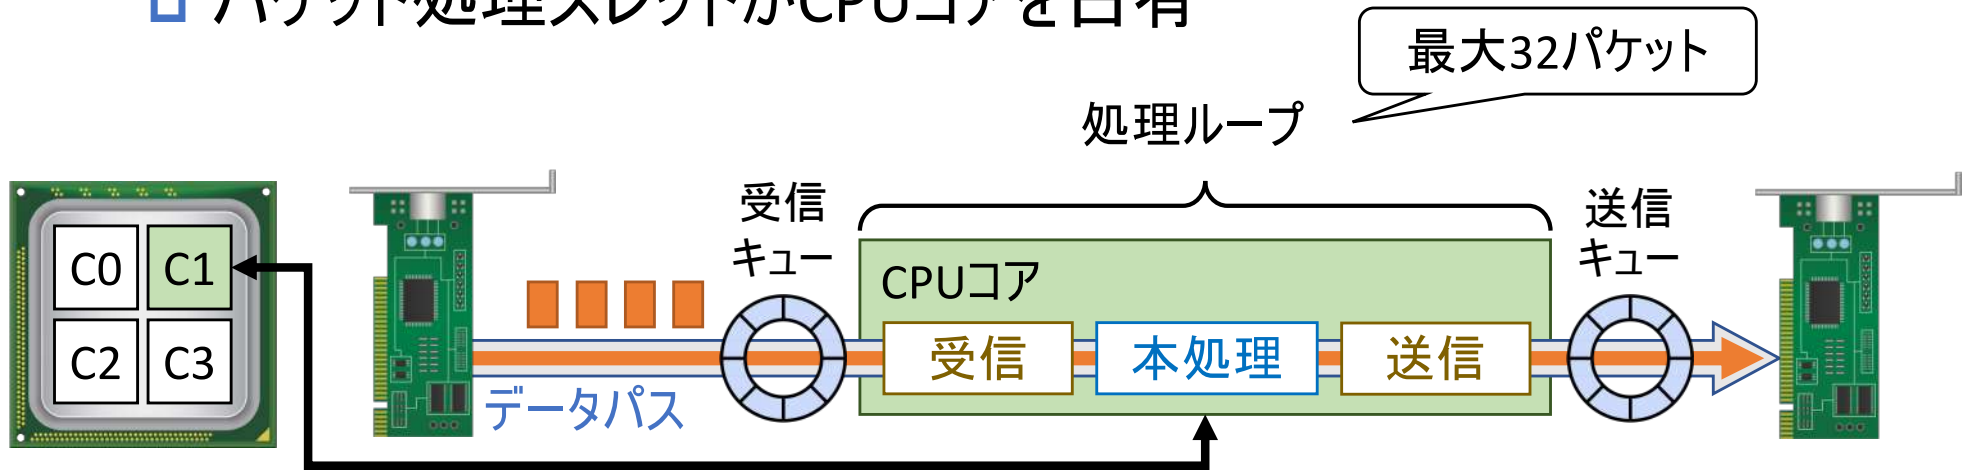 パケット処理スレッドがCPUコアを占有
最大32パケット
処理ループ
受信
キュー
送信
キュー
C0 C1
C2 C3
CPUコア
受信 本処理 送信
データパス